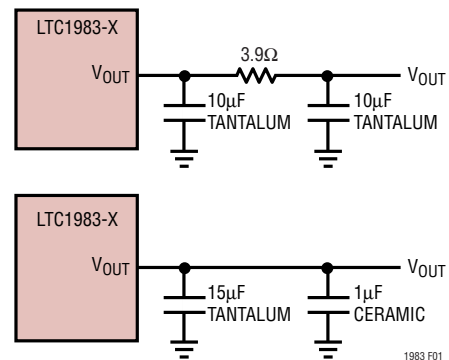 LTC1983-X
VOUT
3.9Ω
VOUT
10µF
TANTALUM
10µF
TANTALUM
LTC1983-X
VOUT
VOUT
15µF
TANTALUM
1µF
CERAMIC
1983 F01